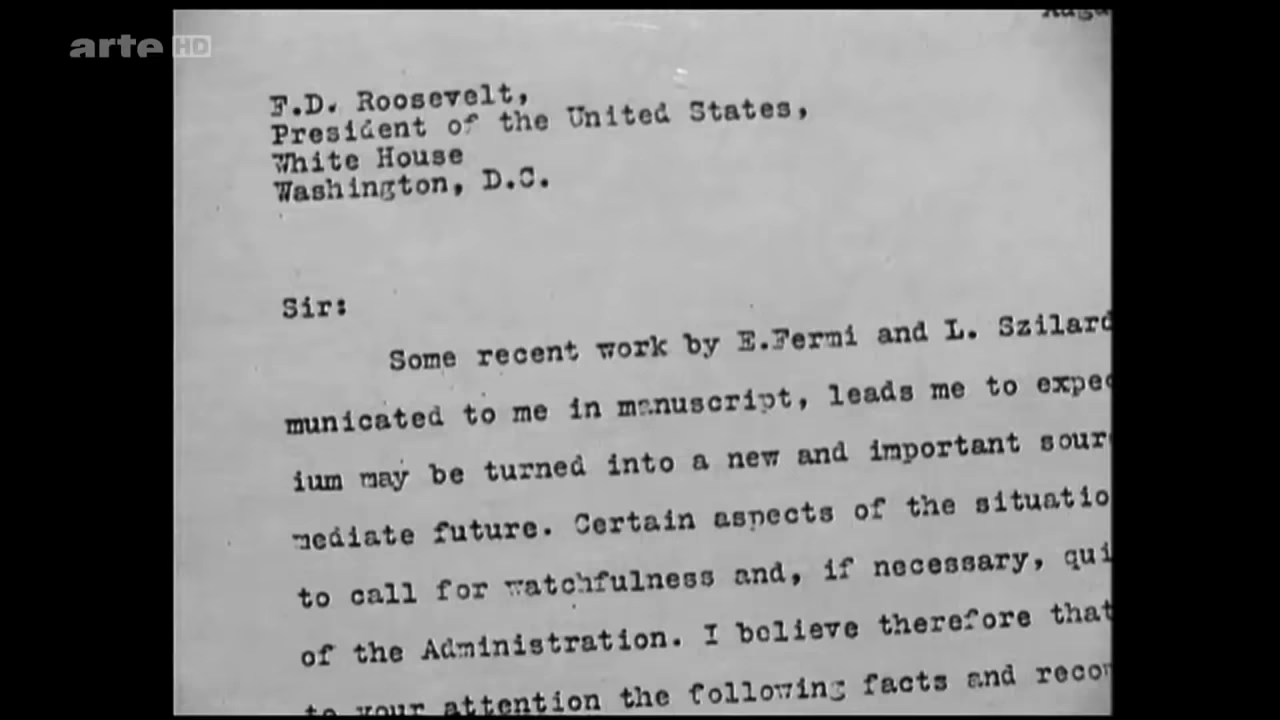 arte HD
F.D. Roosevelt,
President of the United States,
White House
Washington, D.C.
Sir:
Some recent work by E.Fermi and L. Szilard
municated to me in manuscript, leads me to expec
ium may be turned into a new and important sour
mediate future. Certain aspects of the situatio
to call for watchfulness and, if necessary, qui
of the Administration. I believe therefore that
to your attention the following facts and recom